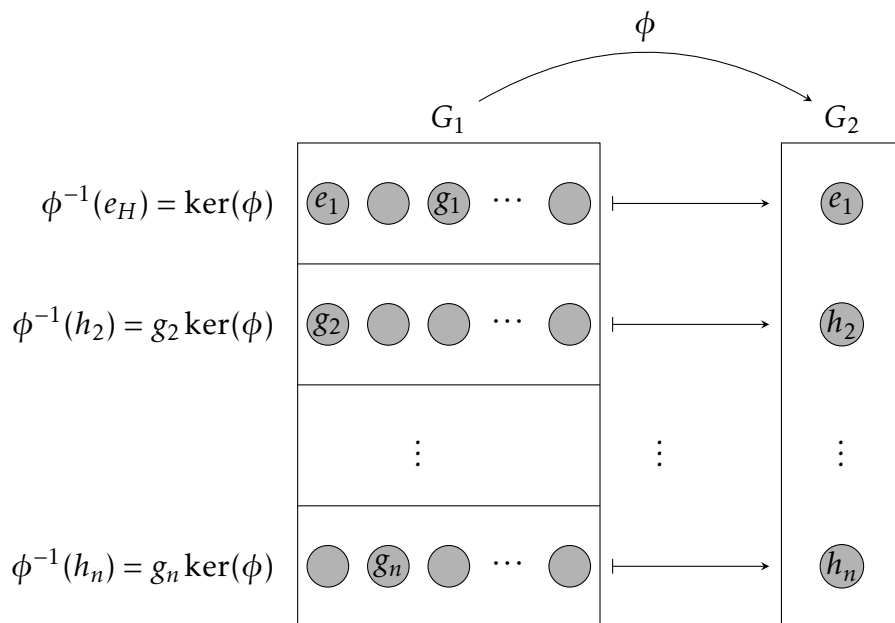 ϕ
G₁ G₂
ϕ⁻¹(e_H) = ker(ϕ) e₁ g₁ ⋯ e₁
ϕ⁻¹(h₂) = g₂ ker(ϕ) g₂ ⋯ h₂
⋮ ⋮ ⋮
ϕ⁻¹(h_n) = g_n ker(ϕ) g_n ⋯ h_n